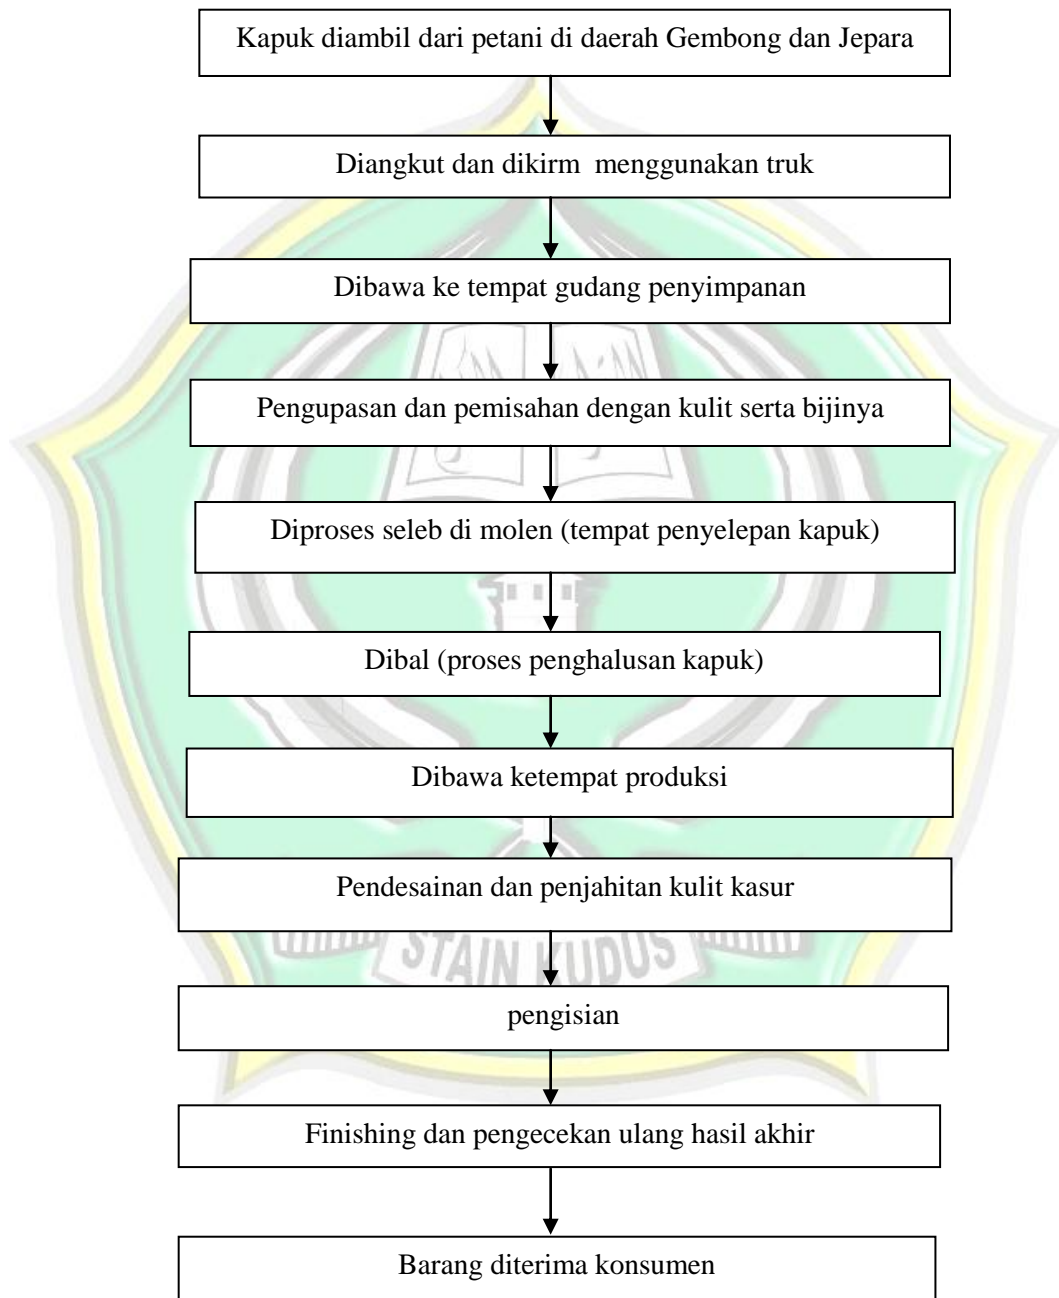 Kapuk diambil dari petani di daerah Gembong dan Jepara
Diangkut dan dikirm menggunakan truk
Dibawa ke tempat gudang penyimpanan
Pengupasan dan pemisahan dengan kulit serta bijinya
Diproses seleb di molen (tempat penyelepan kapuk)
Dibal (proses penghalusan kapuk)
Dibawa ketempat produksi
Pendesainan dan penjahitan kulit kasur
STAIN KUDUS
pengisian
Finishing dan pengecekan ulang hasil akhir
Barang diterima konsumen